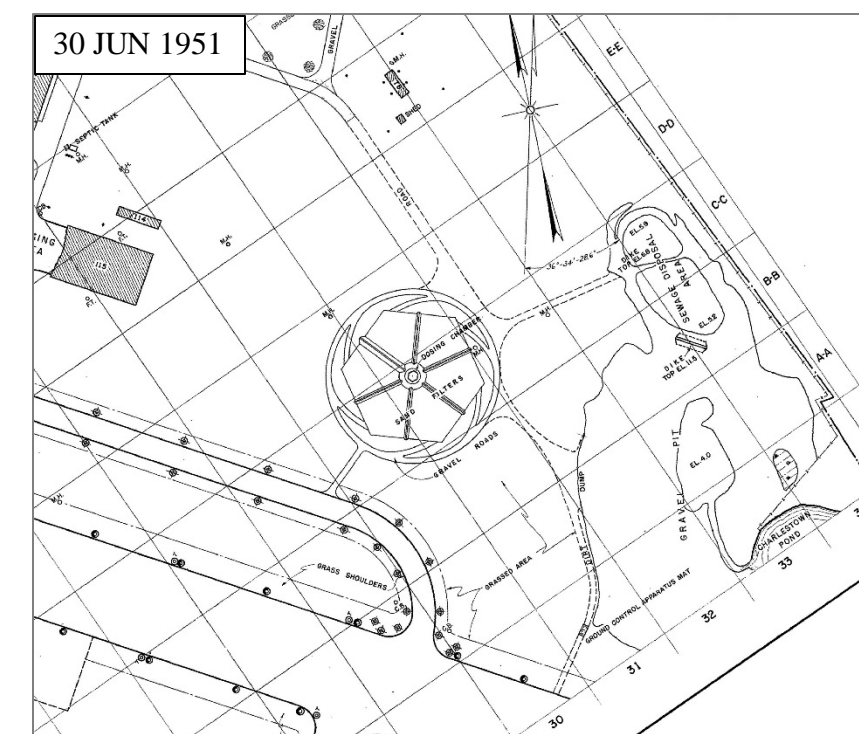 30 JUN 1951
GRASSE
GRAVEL
G.M.H.
SHED
E-E
D-D
C-C
B-B
A-A
SEPTIC TANK
M.H.
M.H.
114
115
F.T.
M.H.
M.H.
ROAD
36°-34'-28.6"
EL.5.9
DIKE
TOP EL.6.8
SEWAGE DISPOSAL
AREA
EL.5.2
DIKE
TOP EL.11.5
M.H.
DOSING CHAMBER
M.H.
SAND FILTERS
GRAVEL ROADS
DUMP
GRAVEL PIT
EL.4.0
CHARLESTOWN
POND
M.H.
GRASS SHOULDERS
GRASSED AREA
DIRT
GROUND CONTROL APPARATUS MAT
30
31
32
33